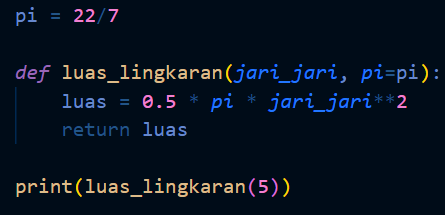 pi = 22/7
def luas_lingkaran(jari_jari, pi=pi):
    luas = 0.5 * pi * jari_jari**2
    return luas
print(luas_lingkaran(5))